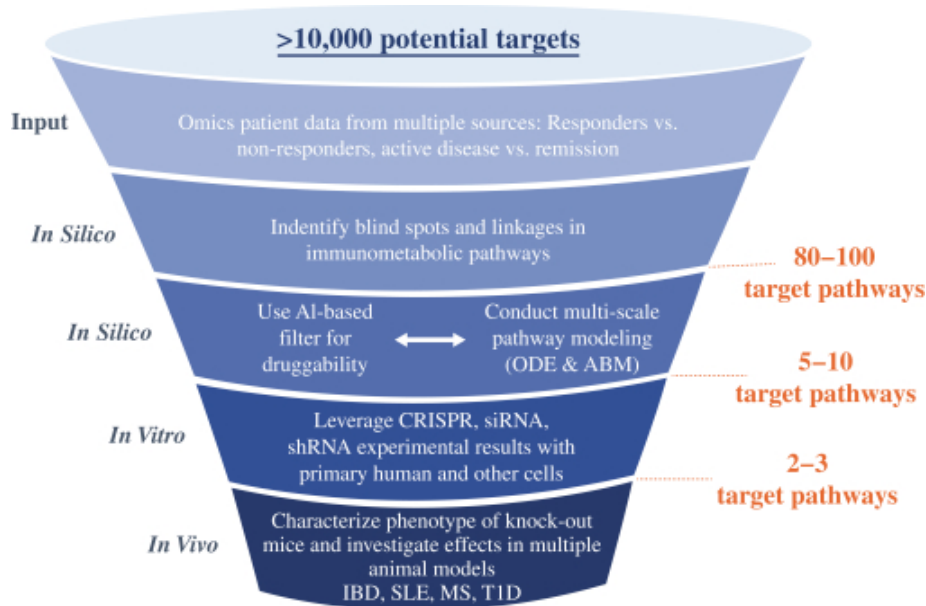 >10,000 potential targets
Input
Omics patient data from multiple sources: Responders vs.
non-responders, active disease vs. remission
In Silico
Indentify blind spots and linkages in
immunometabolic pathways
80–100
target pathways
In Silico
Use AI-based
filter for
druggability
Conduct multi-scale
pathway modeling
(ODE & ABM)
5–10
target pathways
In Vitro
Leverage CRISPR, siRNA,
shRNA experimental results with
primary human and other cells
2–3
target pathways
In Vivo
Characterize phenotype of knock-out
mice and investigate effects in multiple
animal models
IBD, SLE, MS, T1D